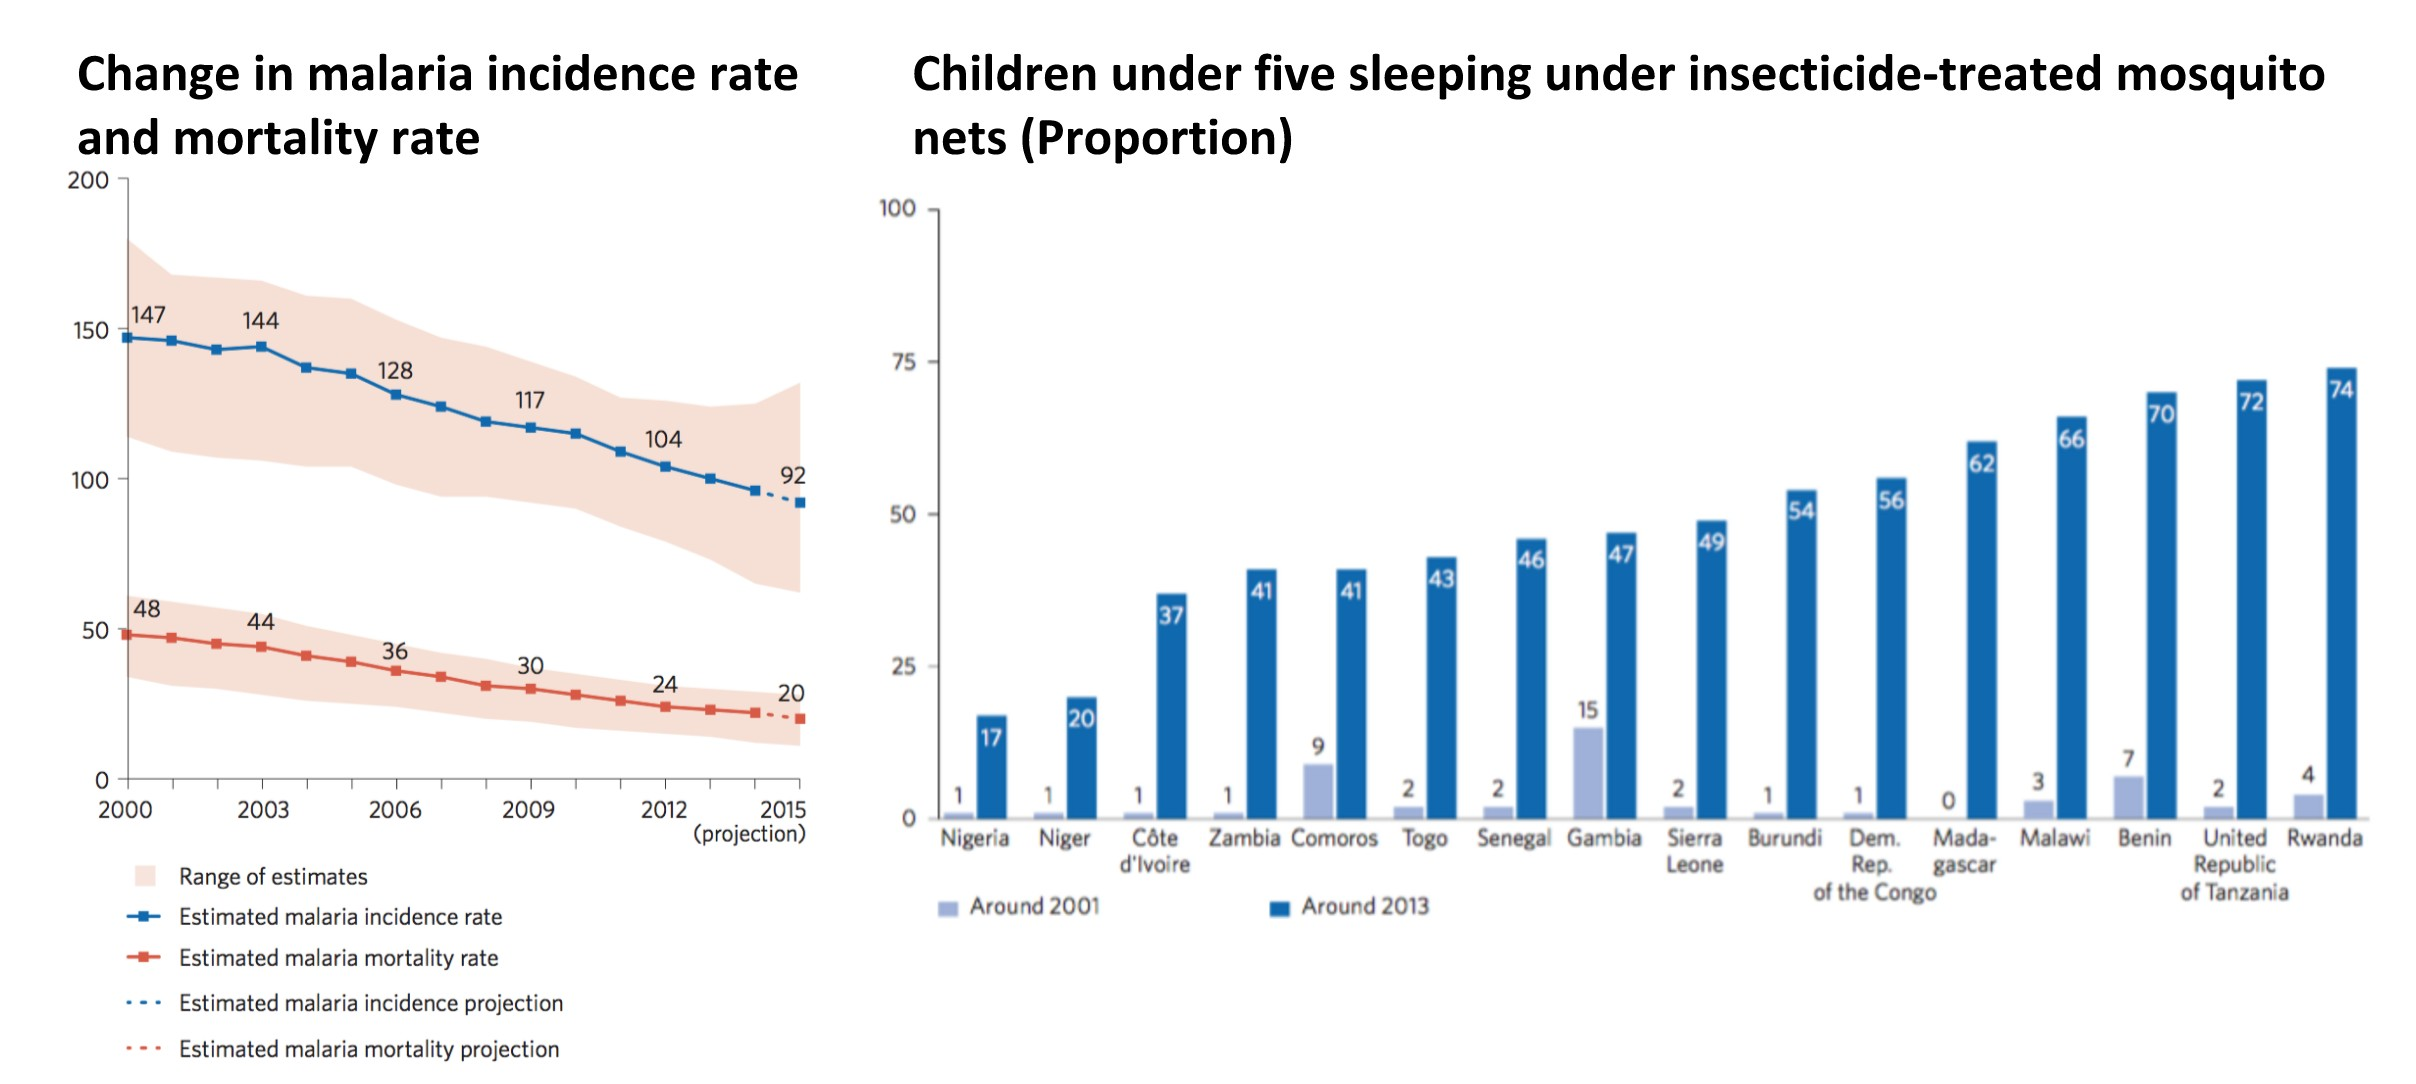 Change in malaria incidence rate
and mortality rate
200
150
100
50
0
147
144
128
117
104
92
48
44
36
30
24
20
2000
2003
2006
2009
2012
2015
(projection)
Range of estimates
Estimated malaria incidence rate
Estimated malaria mortality rate
Estimated malaria incidence projection
Estimated malaria mortality projection
Children under five sleeping under insecticide-treated mosquito
nets (Proportion)
100
75
50
25
0
1
17
1
20
1
37
1
41
9
41
2
43
2
46
15
47
2
49
1
54
1
56
0
62
3
66
7
70
2
72
4
74
Nigeria
Niger
Côte
d'Ivoire
Zambia
Comoros
Togo
Senegal
Gambia
Sierra
Leone
Burundi
Dem.
Rep.
of the Congo
Mada-
gascar
Malawi
Benin
United
Republic
of Tanzania
Rwanda
Around 2001
Around 2013